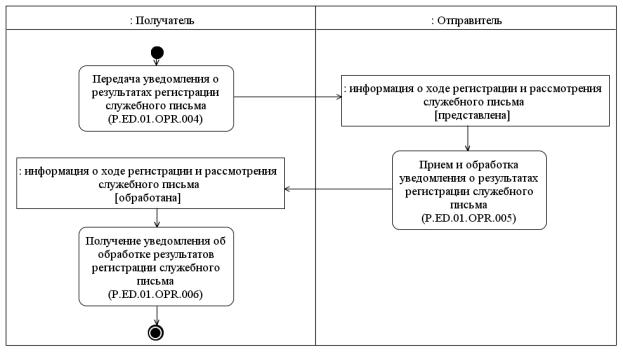 : Получатель
: Отправитель
Передача уведомления о
результатах регистрации
служебного письма
(P.ED.01.OPR.004)
: информация о ходе регистрации и рассмотрения
служебного письма
[представлена]
Прием и обработка
уведомления о результатах
регистрации служебного
письма
(P.ED.01.OPR.005)
: информация о ходе регистрации и рассмотрения
служебного письма
[обработана]
Получение уведомления об
обработке результатов
регистрации служебного
письма
(P.ED.01.OPR.006)